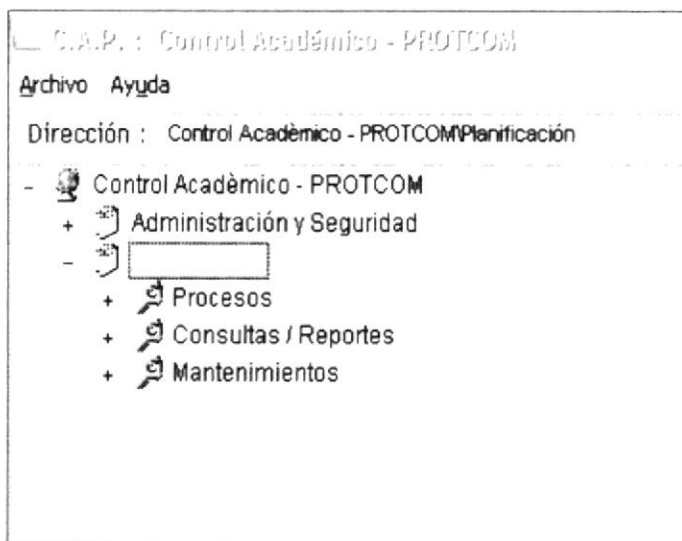 C.A.P. : Control Académico - PROTCOM
Archivo Ayuda
Dirección : Control Acadèmico - PROTCOM\Planificación
- Control Acadèmico - PROTCOM
+ Administración y Seguridad
-
+ Procesos
+ Consultas / Reportes
+ Mantenimientos